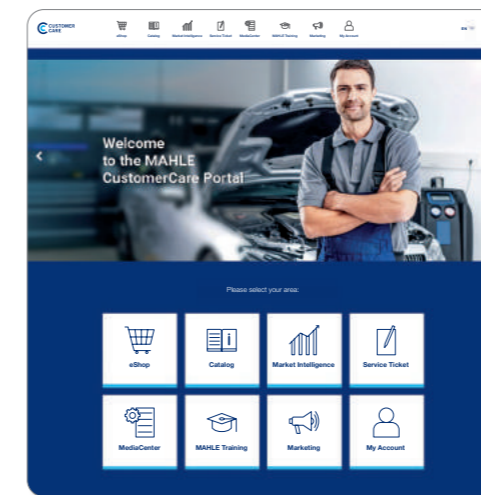 CUSTOMER
CARE
eShop Catalog Market Intelligence Service Ticket MediaCenter MAHLE Training Marketing My Account
Welcome
to the MAHLE
CustomerCare Portal
Please select your area:
eShop Catalog Market Intelligence Service Ticket
MediaCenter MAHLE Training Marketing My Account